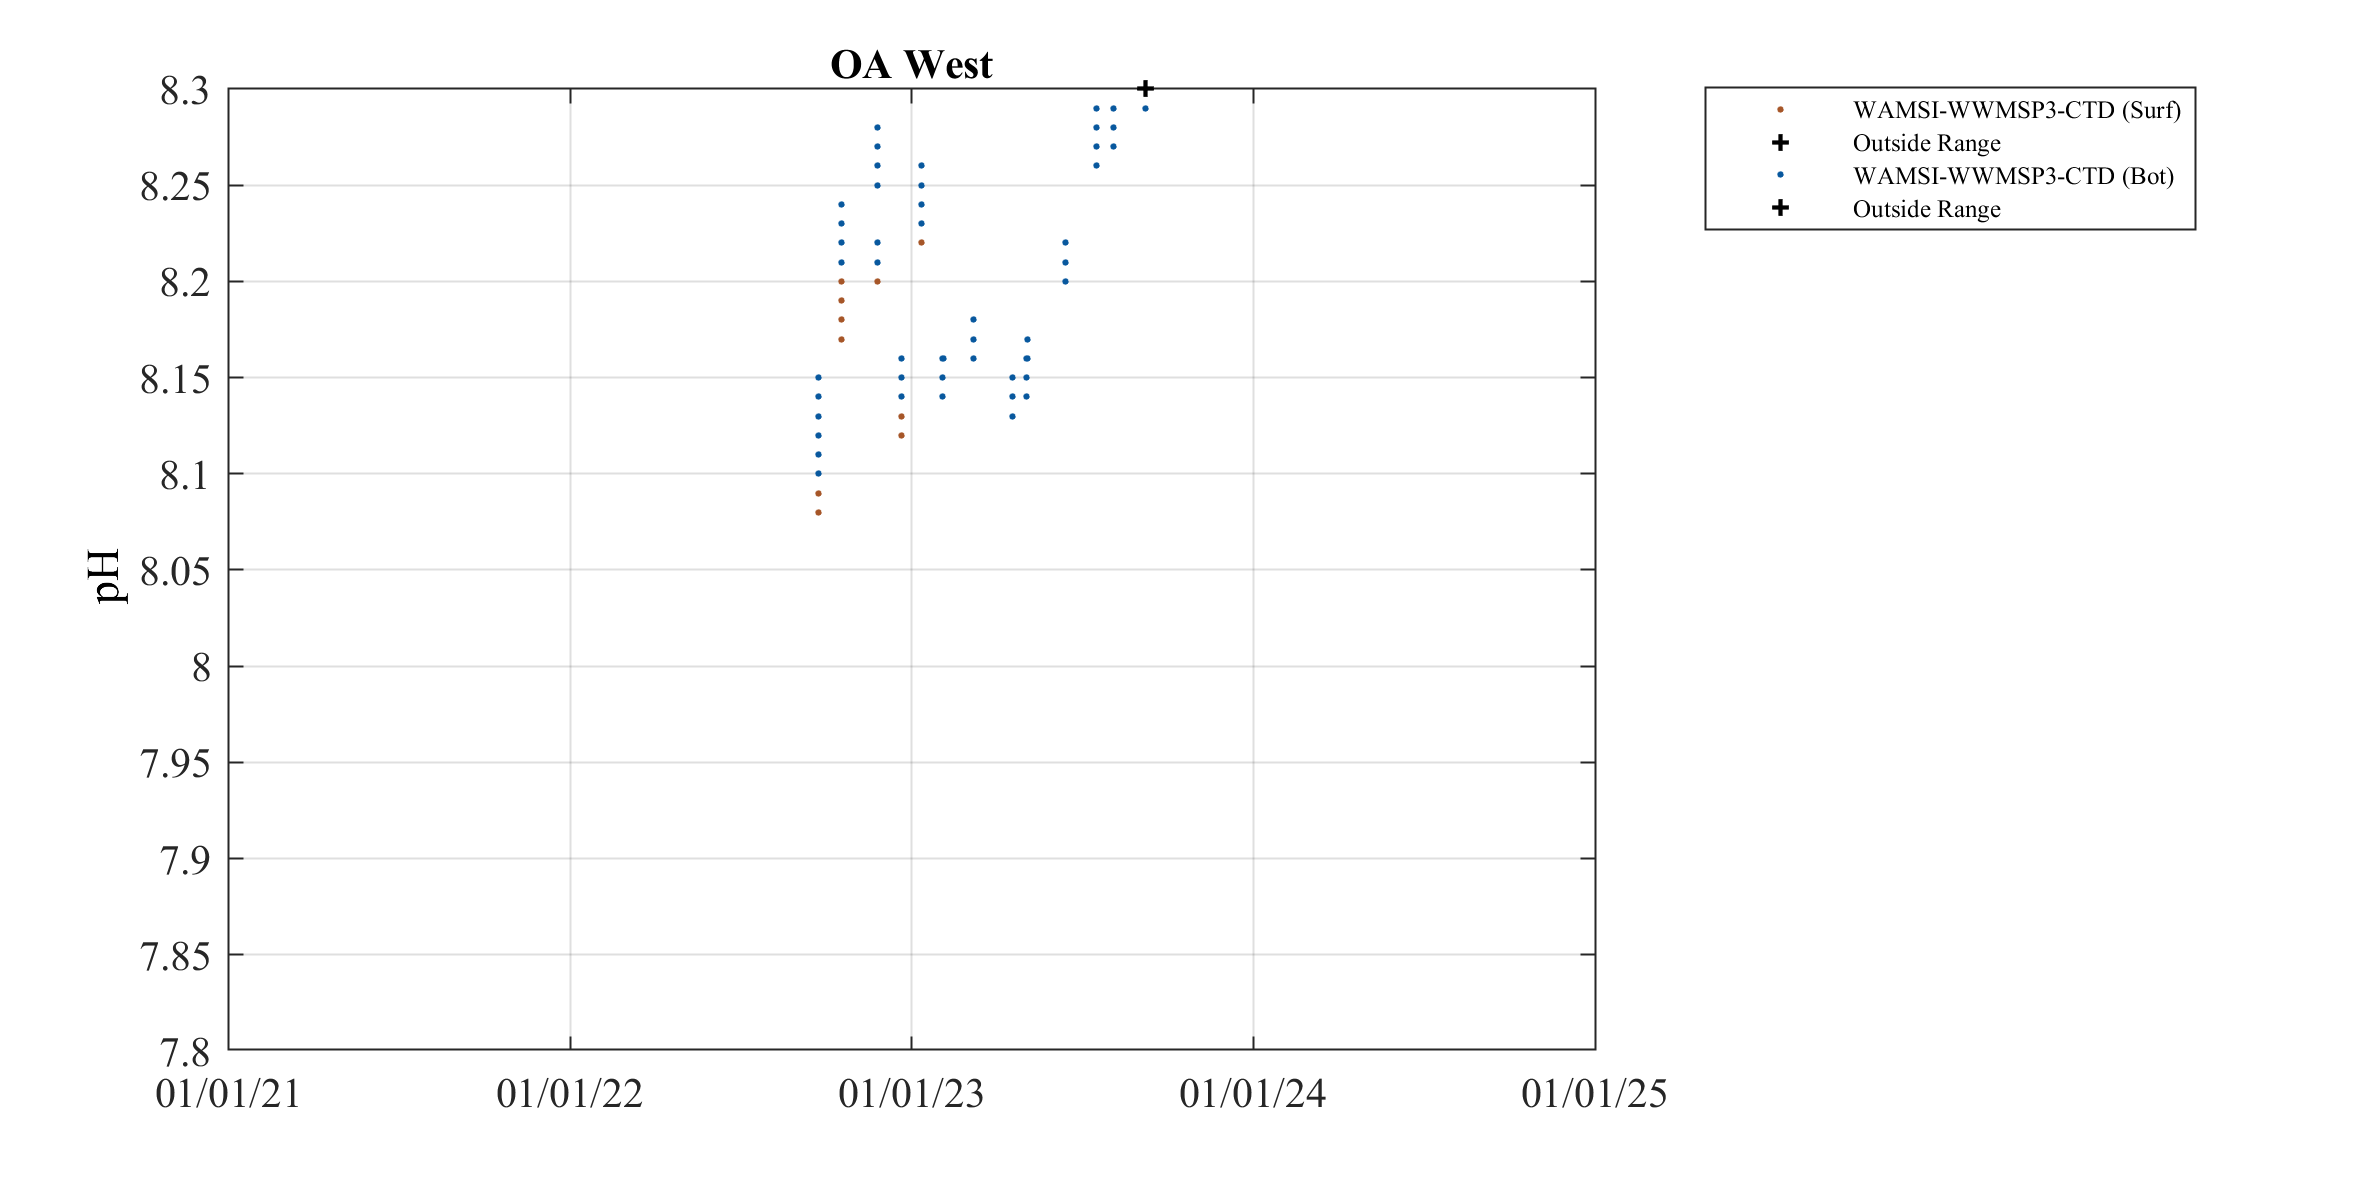 OA West
8.3
8.25
8.2
8.15
8.1
8.05
8
7.95
7.9
7.85
7.8
pH
01/01/21
01/01/22
01/01/23
01/01/24
01/01/25
WAMSI-WWMSP3-CTD (Surf)
Outside Range
WAMSI-WWMSP3-CTD (Bot)
Outside Range